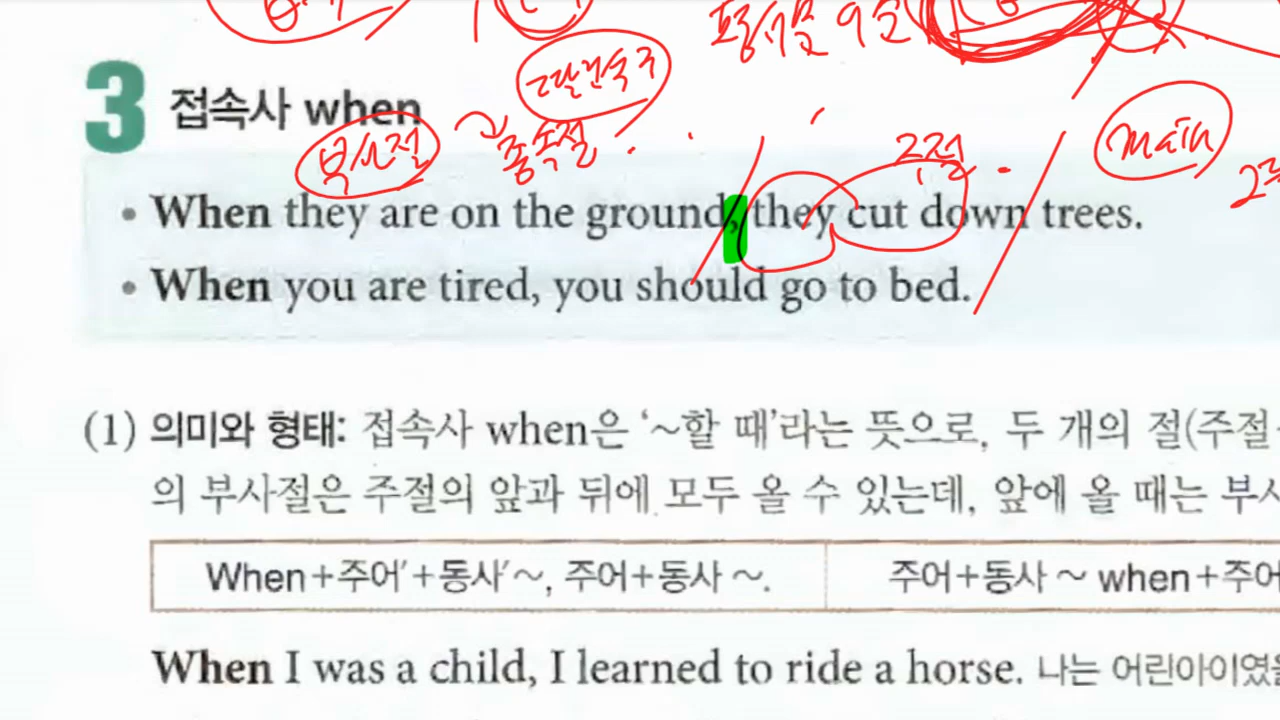 평서문 어순
3 접속사 when
부사절
종속절
주절
main
• When they are on the ground, they cut down trees.
• When you are tired, you should go to bed.
(1) 의미와 형태: 접속사 when은 ‘~할 때’라는 뜻으로, 두 개의 절(주절
의 부사절은 주절의 앞과 뒤에 모두 올 수 있는데, 앞에 올 때는 부사
When+주어′+동사′~, 주어+동사 ~. 주어+동사 ~ when+주어
When I was a child, I learned to ride a horse. 나는 어린아이였을